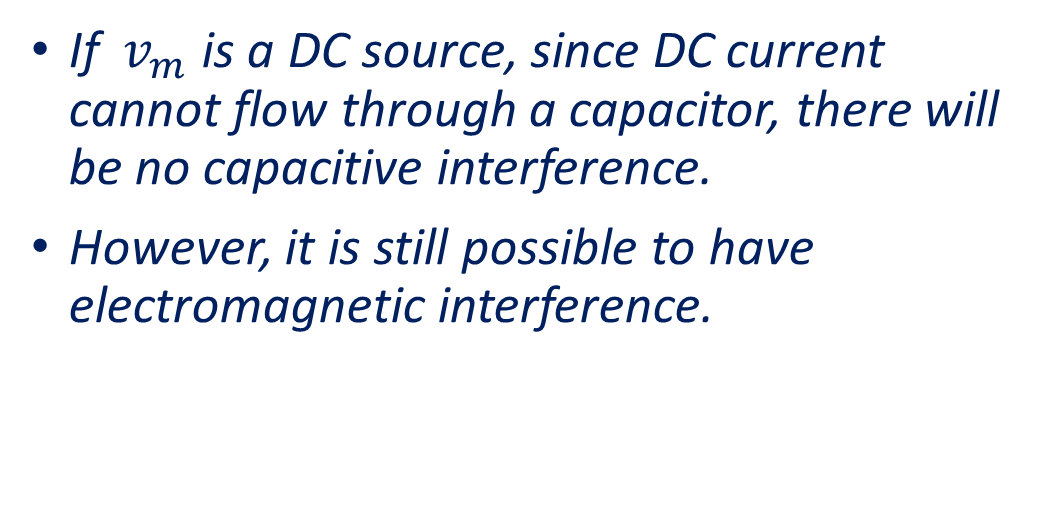 • If 𝑣ₘ is a DC source, since DC current
cannot flow through a capacitor, there will
be no capacitive interference.
• However, it is still possible to have
electromagnetic interference.